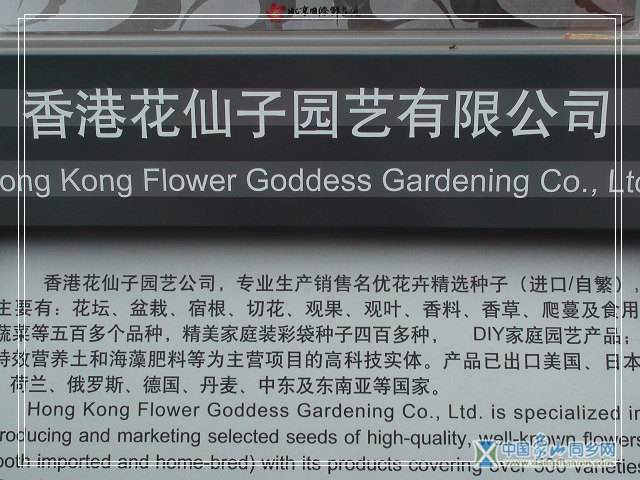 香港花仙子园艺有限公司
ong Kong Flower Goddess Gardening Co., Ltd
香港花仙子园艺公司，专业生产销售名优花卉精选种子（进口/自繁），
主要有：花坛、盆栽、宿根、切花、观果、观叶、香料、香草、爬蔓及食用
蔬菜等五百多个品种，精美家庭装彩袋种子四百多种， DIY家庭园艺产品；
特效营养土和海藻肥料等为主营项目的高科技实体。产品已出口美国、日本
荷兰、俄罗斯、德国、丹麦、中东及东南亚等国家。
Hong Kong Flower Goddess Gardening Co., Ltd. is specialized in
roducing and marketing selected seeds of high-quality, well-known flowers
both imported and home-bred) with its products covering over 500 varieties
中国象山同乡网